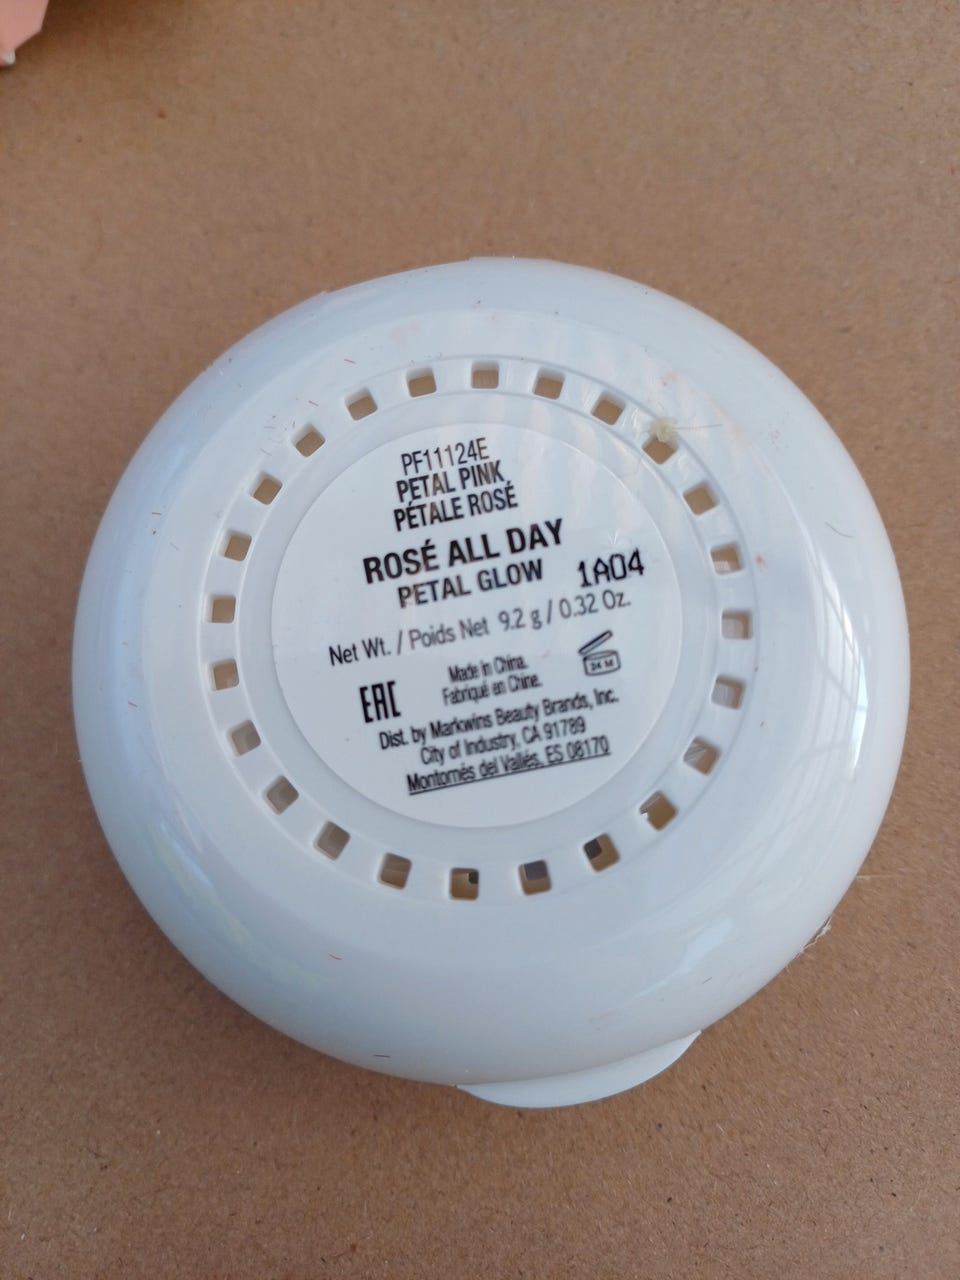 PF11124E
PETAL PINK
PÉTALE ROSÉ
ROSÉ ALL DAY
PETAL GLOW 1A04
Net Wt. / Poids Net 9.2 g / 0.32 Oz.
Made in China.
Fabriqué en Chine.
24 M
EAC
Dist. by Markwins Beauty Brands, Inc.
City of Industry, CA 91789
Montornés del Vallés, ES 08170